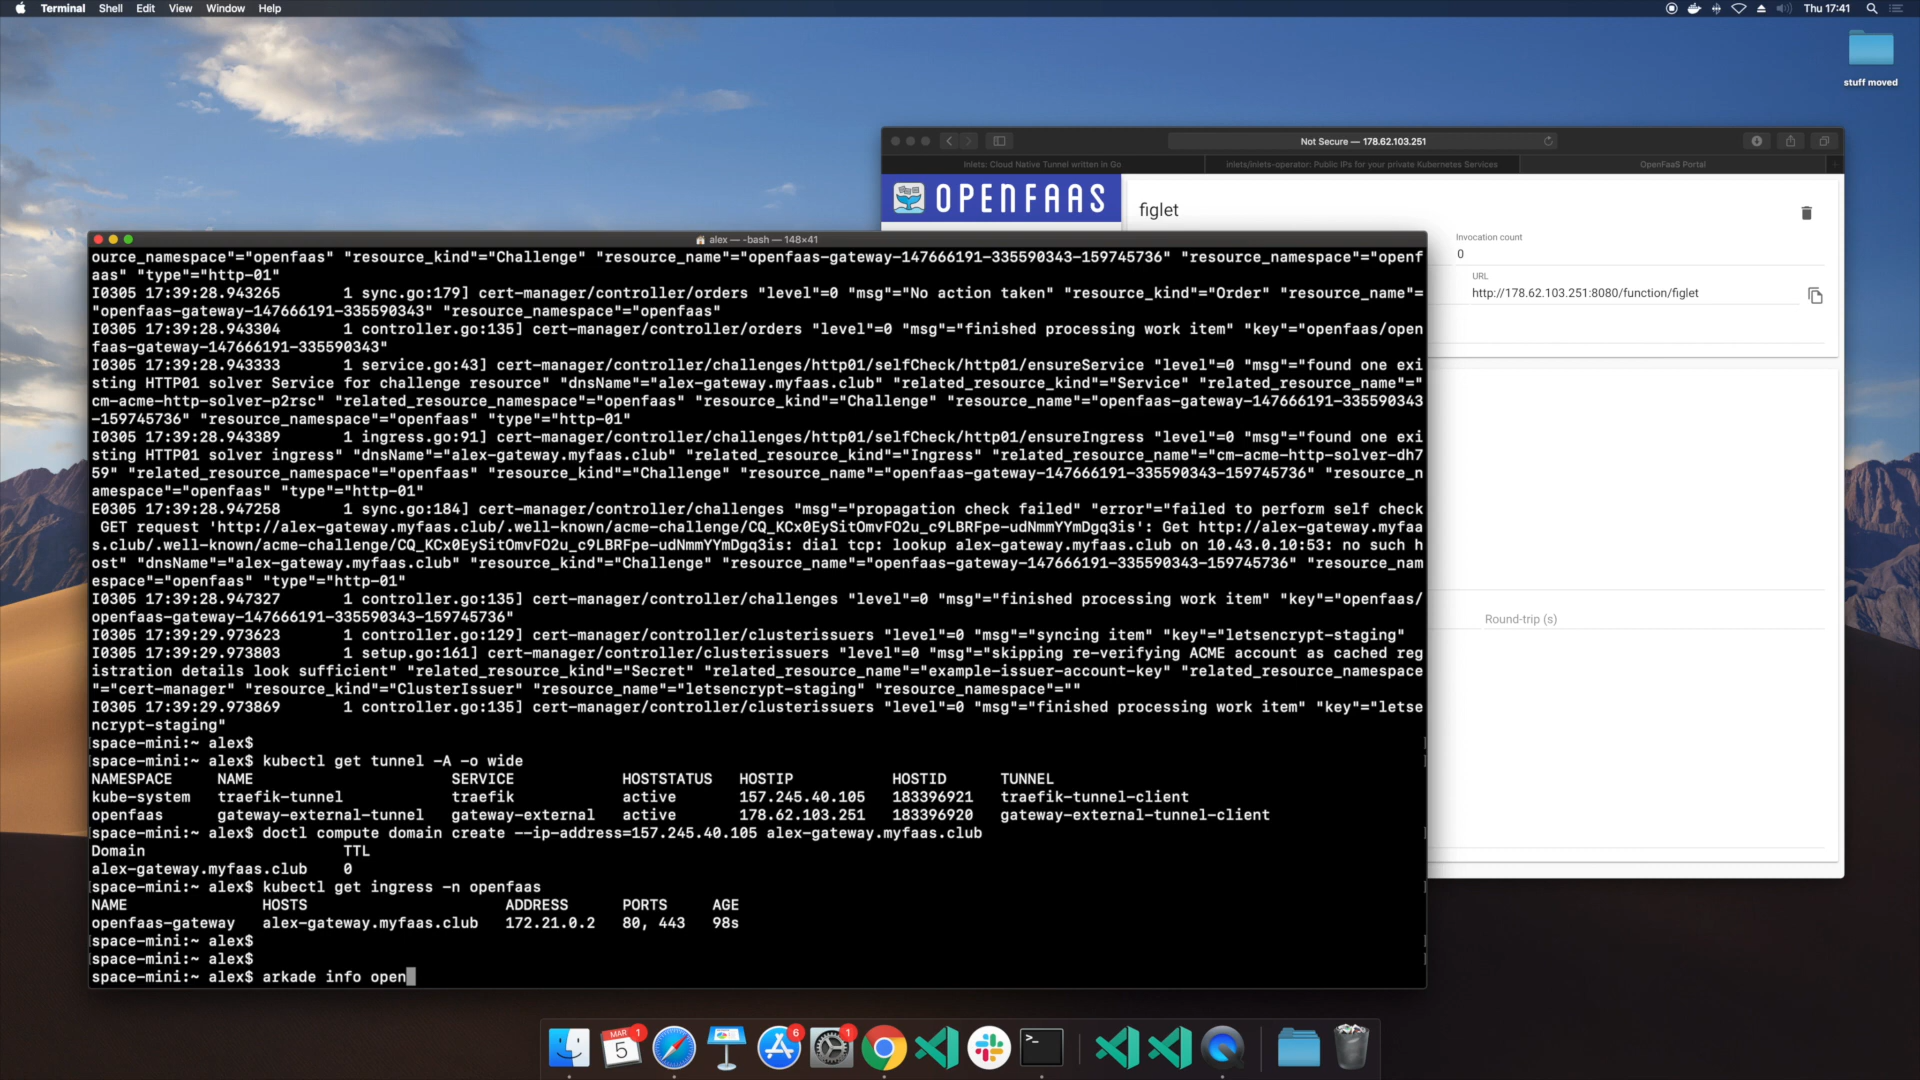 Terminal Shell Edit View Window Help
Thu 17:41
stuff moved
Not Secure — 178.62.103.251
Inlets: Cloud Native Tunnel written in Go
inlets/inlets-operator: Public IPs for your private Kubernetes Services
OpenFaaS Portal
OPENFAAS
figlet
Invocation count
0
URL
http://178.62.103.251:8080/function/figlet
Round-trip (s)
alex — -bash — 148×41
ource_namespace"="openfaas" "resource_kind"="Challenge" "resource_name"="openfaas-gateway-147666191-335590343-159745736" "resource_namespace"="openf
aas" "type"="http-01"
I0305 17:39:28.943265       1 sync.go:179] cert-manager/controller/orders "level"=0 "msg"="No action taken" "resource_kind"="Order" "resource_name"=
"openfaas-gateway-147666191-335590343" "resource_namespace"="openfaas"
I0305 17:39:28.943304       1 controller.go:135] cert-manager/controller/orders "level"=0 "msg"="finished processing work item" "key"="openfaas/open
faas-gateway-147666191-335590343"
I0305 17:39:28.943333       1 service.go:43] cert-manager/controller/challenges/http01/selfCheck/http01/ensureService "level"=0 "msg"="found one exi
sting HTTP01 solver Service for challenge resource" "dnsName"="alex-gateway.myfaas.club" "related_resource_kind"="Service" "related_resource_name"="
cm-acme-http-solver-p2rsc" "related_resource_namespace"="openfaas" "resource_kind"="Challenge" "resource_name"="openfaas-gateway-147666191-335590343
-159745736" "resource_namespace"="openfaas" "type"="http-01"
I0305 17:39:28.943389       1 ingress.go:91] cert-manager/controller/challenges/http01/selfCheck/http01/ensureIngress "level"=0 "msg"="found one exi
sting HTTP01 solver ingress" "dnsName"="alex-gateway.myfaas.club" "related_resource_kind"="Ingress" "related_resource_name"="cm-acme-http-solver-dh7
59" "related_resource_namespace"="openfaas" "resource_kind"="Challenge" "resource_name"="openfaas-gateway-147666191-335590343-159745736" "resource_n
amespace"="openfaas" "type"="http-01"
E0305 17:39:28.947258       1 sync.go:184] cert-manager/controller/challenges "msg"="propagation check failed" "error"="failed to perform self check
 GET request 'http://alex-gateway.myfaas.club/.well-known/acme-challenge/CQ_KCx0EySitOmvFO2u_c9LBRFpe-udNmmYYmDgq3is': Get http://alex-gateway.myfaa
s.club/.well-known/acme-challenge/CQ_KCx0EySitOmvFO2u_c9LBRFpe-udNmmYYmDgq3is: dial tcp: lookup alex-gateway.myfaas.club on 10.43.0.10:53: no such h
ost" "dnsName"="alex-gateway.myfaas.club" "resource_kind"="Challenge" "resource_name"="openfaas-gateway-147666191-335590343-159745736" "resource_nam
espace"="openfaas" "type"="http-01"
I0305 17:39:28.947327       1 controller.go:135] cert-manager/controller/challenges "level"=0 "msg"="finished processing work item" "key"="openfaas/
openfaas-gateway-147666191-335590343-159745736"
I0305 17:39:29.973623       1 controller.go:129] cert-manager/controller/clusterissuers "level"=0 "msg"="syncing item" "key"="letsencrypt-staging"
I0305 17:39:29.973803       1 setup.go:161] cert-manager/controller/clusterissuers "level"=0 "msg"="skipping re-verifying ACME account as cached reg
istration details look sufficient" "related_resource_kind"="Secret" "related_resource_name"="example-issuer-account-key" "related_resource_namespace
"="cert-manager" "resource_kind"="ClusterIssuer" "resource_name"="letsencrypt-staging" "resource_namespace"=""
I0305 17:39:29.973869       1 controller.go:135] cert-manager/controller/clusterissuers "level"=0 "msg"="finished processing work item" "key"="letse
ncrypt-staging"
space-mini:~ alex$
space-mini:~ alex$ kubectl get tunnel -A -o wide
NAMESPACE     NAME                      SERVICE            HOSTSTATUS   HOSTIP           HOSTID      TUNNEL
kube-system   traefik-tunnel            traefik            active       157.245.40.105   183396921   traefik-tunnel-client
openfaas      gateway-external-tunnel   gateway-external   active       178.62.103.251   183396920   gateway-external-tunnel-client
space-mini:~ alex$ doctl compute domain create --ip-address=157.245.40.105 alex-gateway.myfaas.club
Domain                      TTL
alex-gateway.myfaas.club    0
space-mini:~ alex$ kubectl get ingress -n openfaas
NAME               HOSTS                      ADDRESS      PORTS     AGE
openfaas-gateway   alex-gateway.myfaas.club   172.21.0.2   80, 443   98s
space-mini:~ alex$
space-mini:~ alex$
space-mini:~ alex$ arkade info open
MAR
5
1
6
1